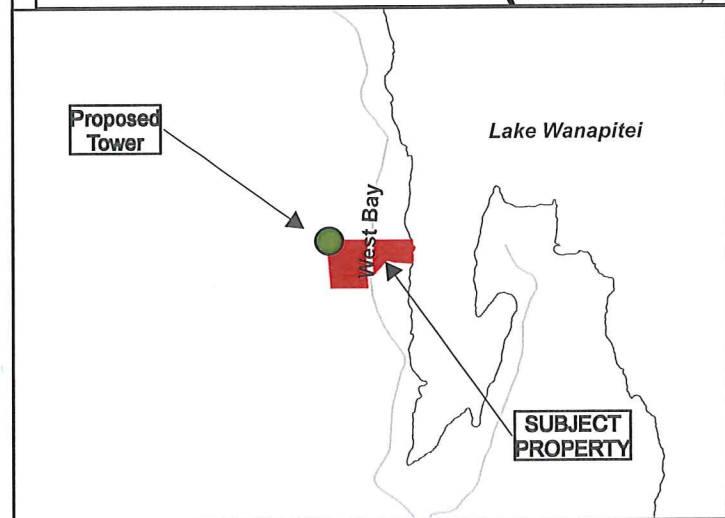 Proposed
Tower
Lake Wanapitei
West Bay
SUBJECT
PROPERTY